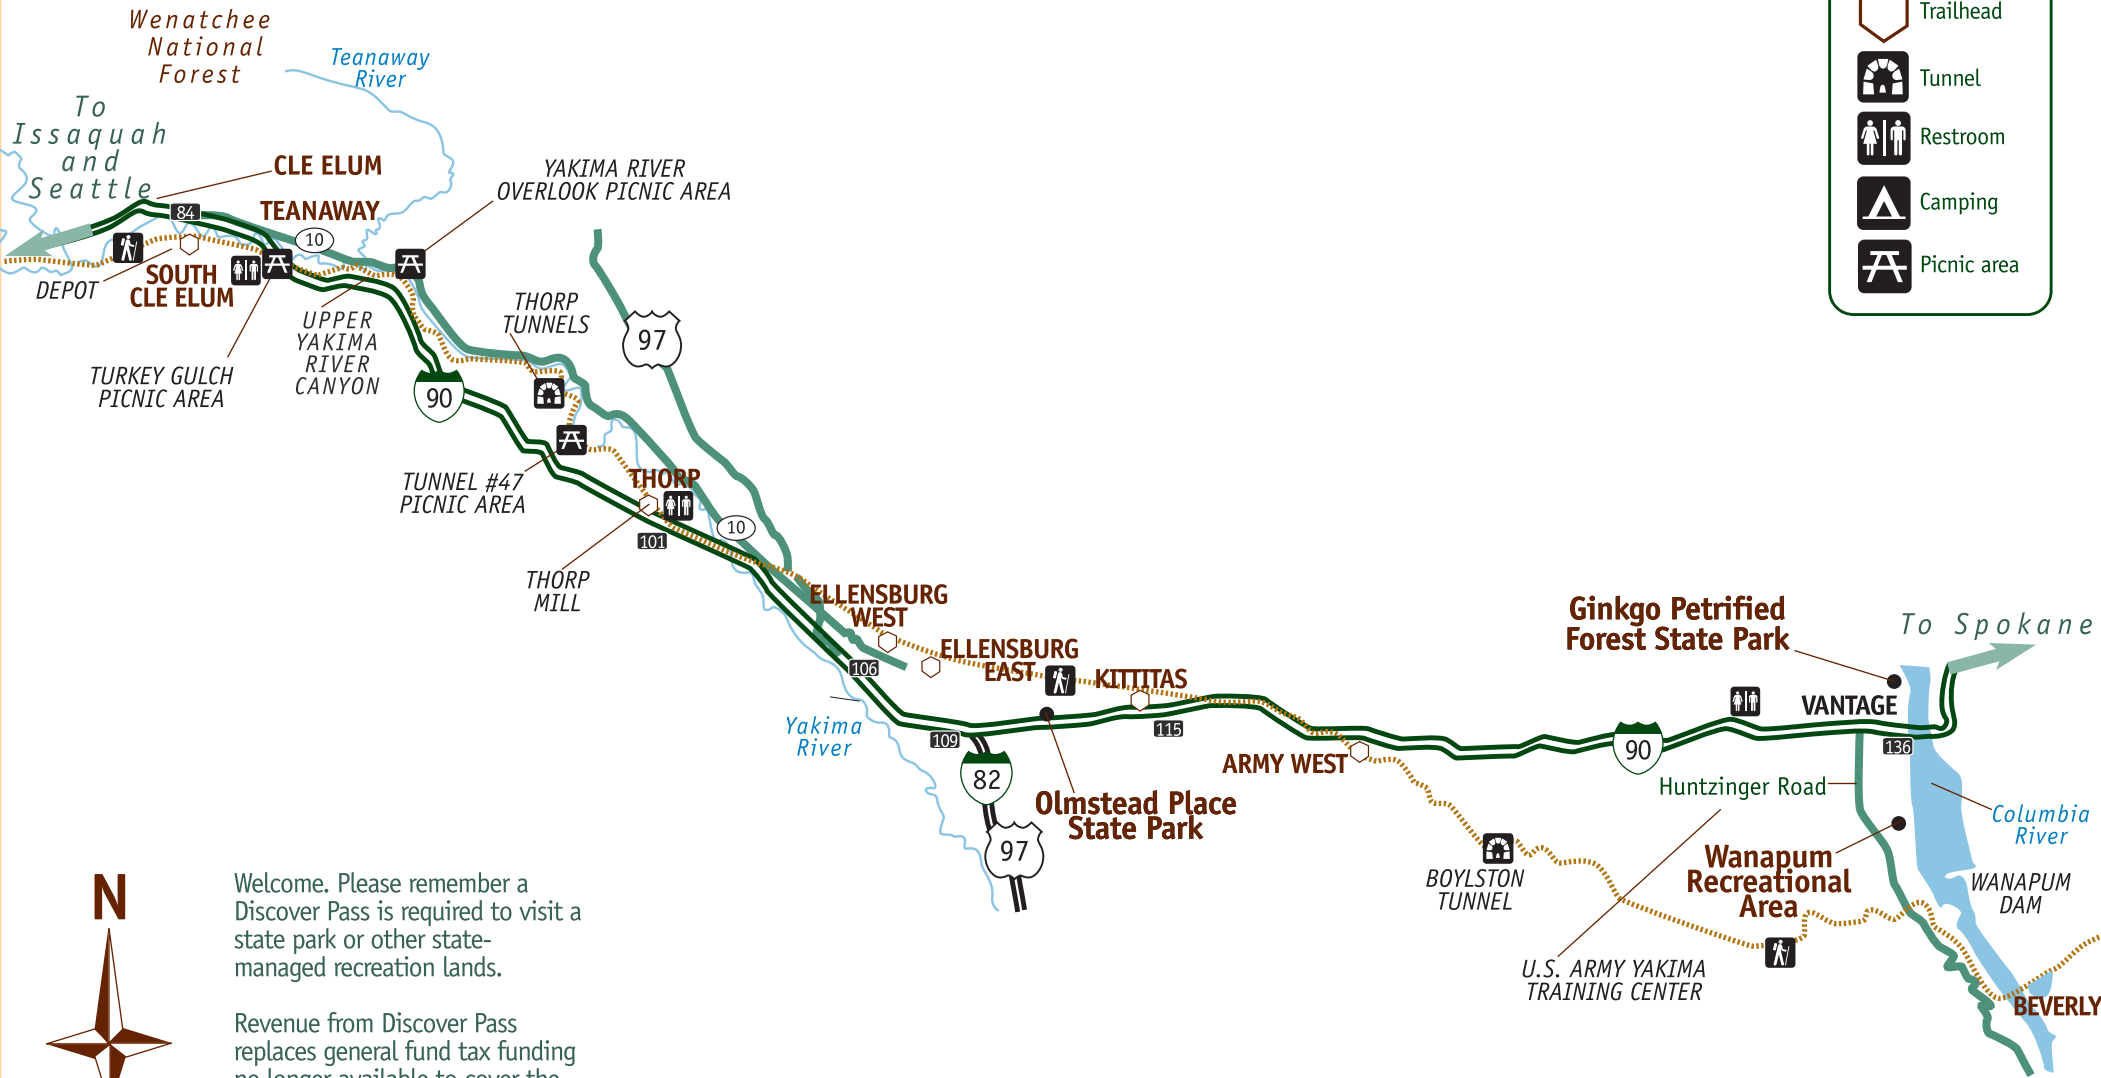 Wenatchee
National
Forest
Teanaway
River
To
Issaquah
and
Seattle
CLE ELUM
84
TEANAWAY
10
YAKIMA RIVER
OVERLOOK PICNIC AREA
DEPOT
SOUTH
CLE ELUM
TURKEY GULCH
PICNIC AREA
UPPER
YAKIMA
RIVER
CANYON
90
THORP
TUNNELS
97
TUNNEL #47
PICNIC AREA
THORP
101
10
THORP
MILL
ELLENSBURG
WEST
ELLENSBURG
EAST
106
KITTITAS
Yakima
River
109
115
82
97
Olmstead Place
State Park
ARMY WEST
90
BOYLSTON
TUNNEL
U.S. ARMY YAKIMA
TRAINING CENTER
Ginkgo Petrified
Forest State Park
To Spokane
VANTAGE
136
Huntzinger Road
Columbia
River
Wanapum
Recreational
Area
WANAPUM
DAM
BEVERLY
Trailhead
Tunnel
Restroom
Camping
Picnic area
N
Welcome. Please remember a
Discover Pass is required to visit a
state park or other state-
managed recreation lands.
Revenue from Discover Pass
replaces general fund tax funding
no longer available to cover the